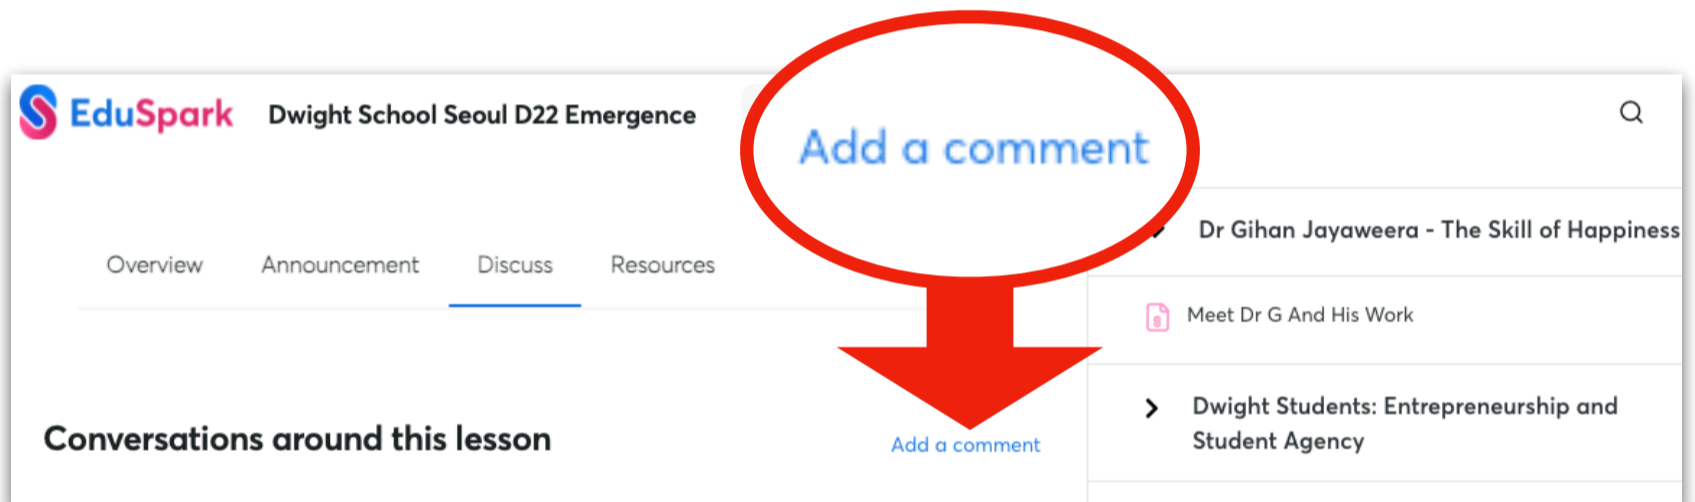 EduSpark
Dwight School Seoul D22 Emergence
Add a comment
Overview
Announcement
Discuss
Resources
Conversations around this lesson
Add a comment
Dr Gihan Jayaweera - The Skill of Happiness
Meet Dr G And His Work
Dwight Students: Entrepreneurship and
Student Agency